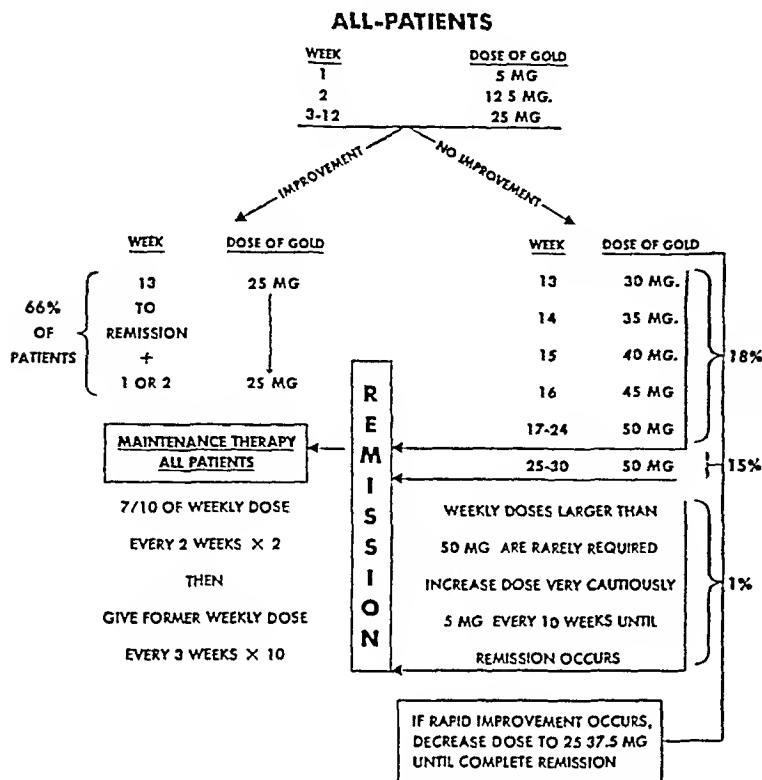 ALL-PATIENTS
WEEK DOSE OF GOLD
1 5 MG
2 12 5 MG.
3-12 25 MG
IMPROVEMENT
NO IMPROVEMENT
WEEK DOSE OF GOLD
13 25 MG
TO
REMISSION
+
1 OR 2 25 MG
66%
OF
PATIENTS
MAINTENANCE THERAPY
ALL PATIENTS
7/10 OF WEEKLY DOSE
EVERY 2 WEEKS × 2
THEN
GIVE FORMER WEEKLY DOSE
EVERY 3 WEEKS × 10
REMISSION
WEEK DOSE OF GOLD
13 30 MG.
14 35 MG.
15 40 MG.
16 45 MG
17-24 50 MG
18%
25-30 50 MG
15%
WEEKLY DOSES LARGER THAN
50 MG ARE RARELY REQUIRED
INCREASE DOSE VERY CAUTIOUSLY
5 MG EVERY 10 WEEKS UNTIL
REMISSION OCCURS
1%
IF RAPID IMPROVEMENT OCCURS,
DECREASE DOSE TO 25 37.5 MG
UNTIL COMPLETE REMISSION